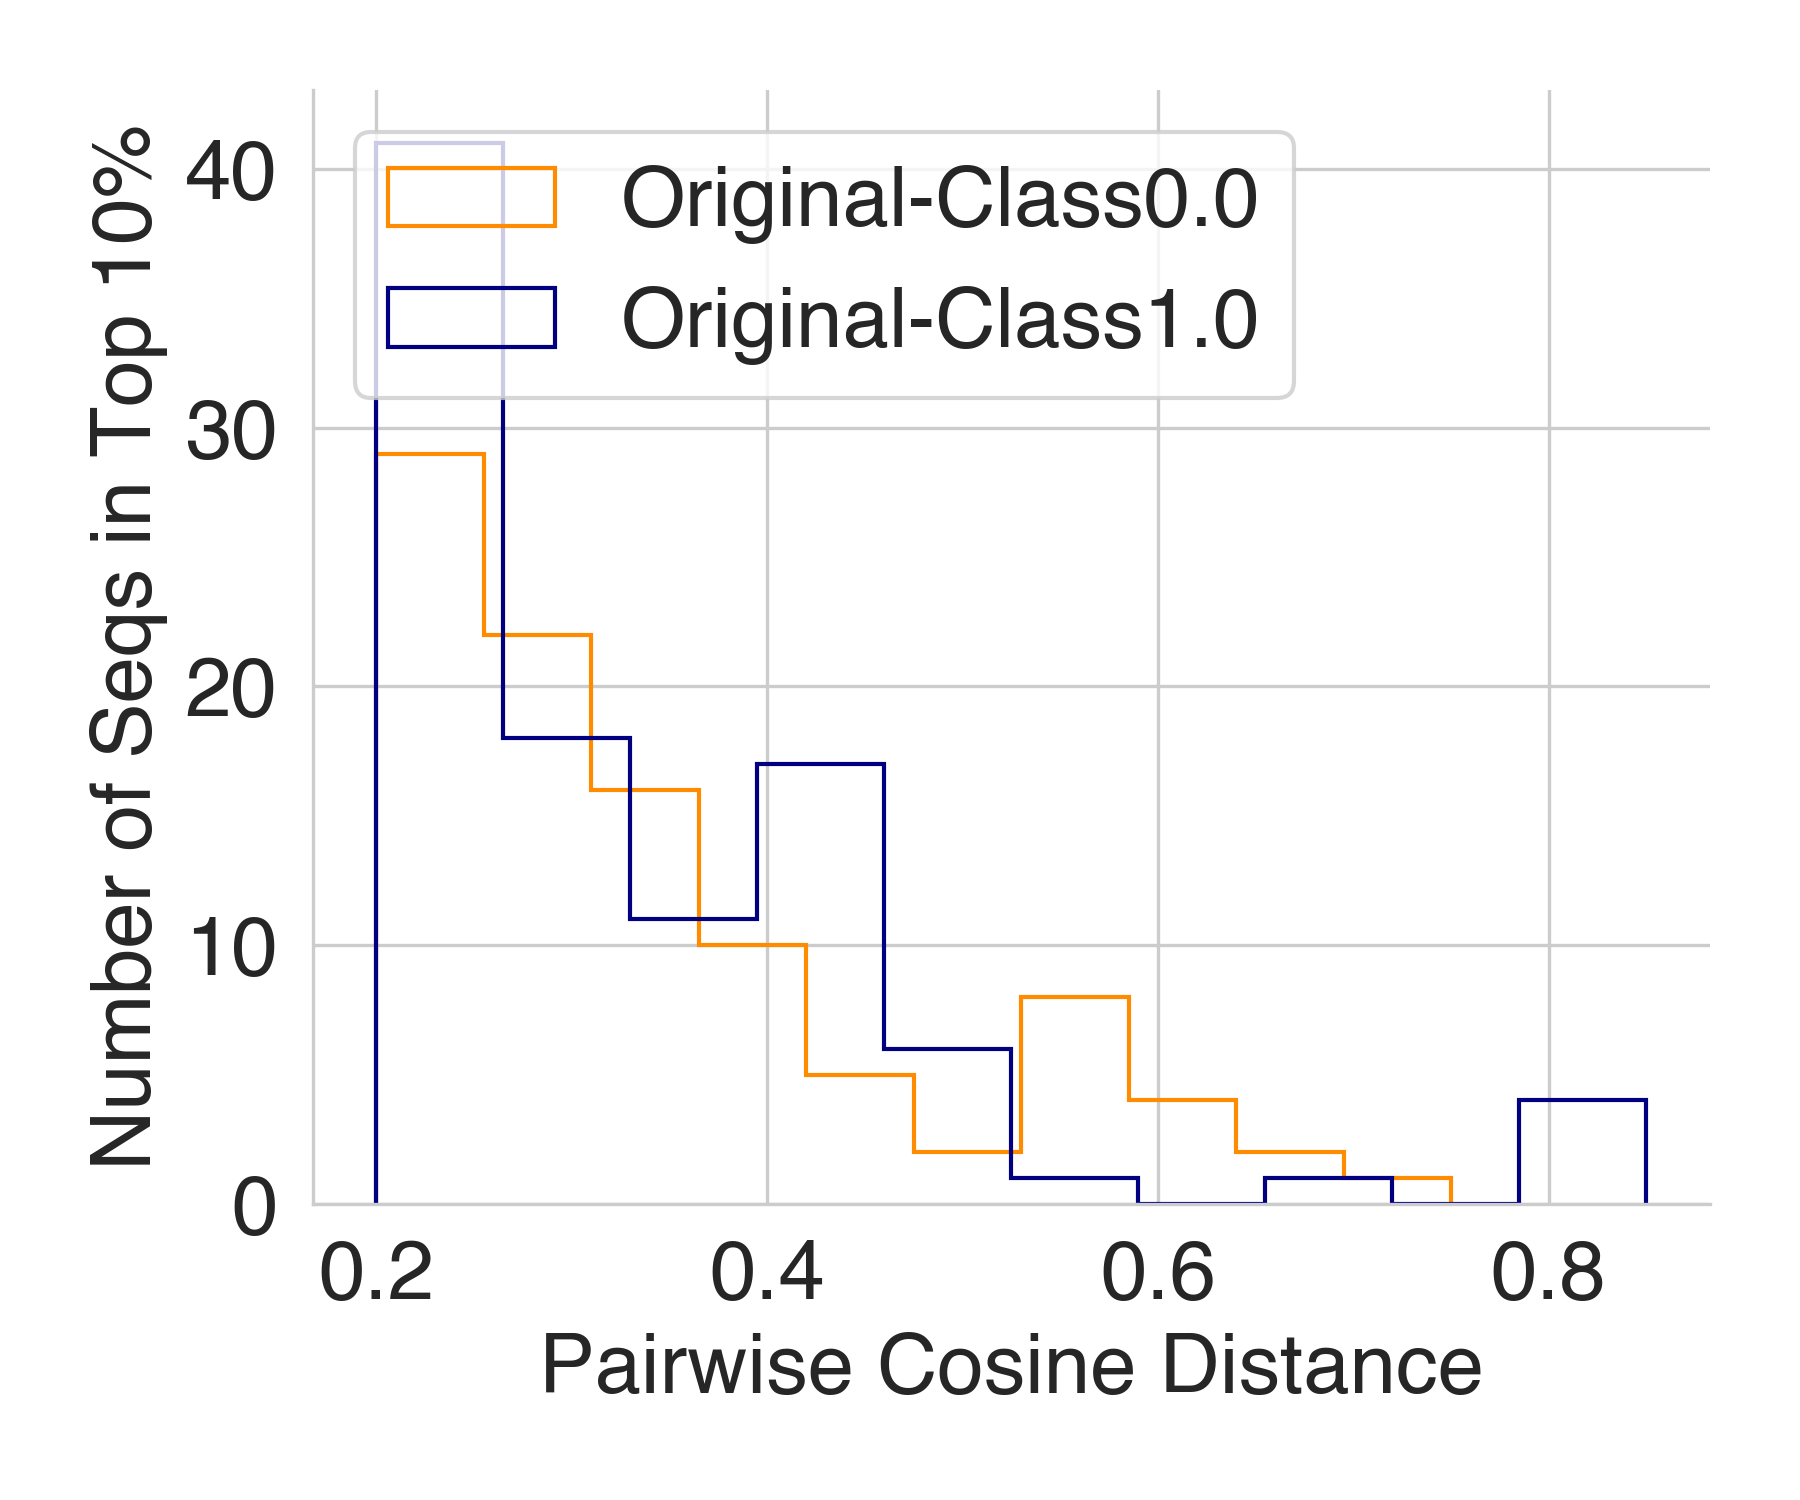 Number of Seqs in Top 10%
40
30
20
10
0
Original-Class0.0
Original-Class1.0
0.2 0.4 0.6 0.8
Pairwise Cosine Distance